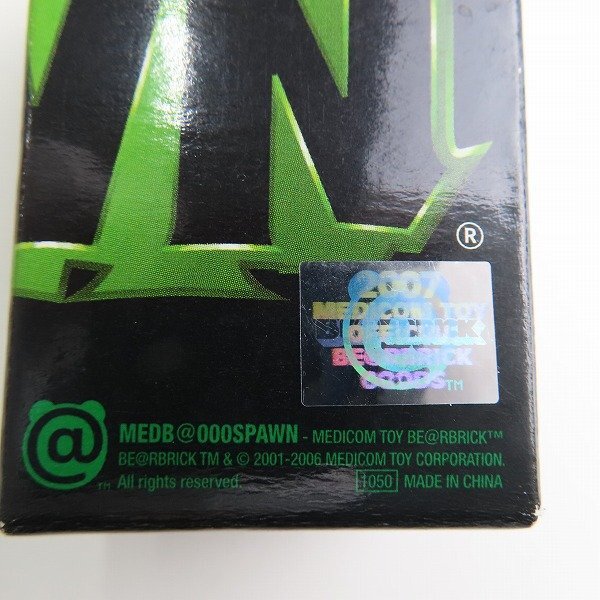 WN
®
2007
MEDICOM TOY
BE@RBRICK
BE@RBRICK
GOODS™
@ MEDB@000SPAWN - MEDICOM TOY BE@RBRICK™
BE@RBRICK TM & © 2001-2006 MEDICOM TOY CORPORATION.
™ All rights reserved. 1050 MADE IN CHINA